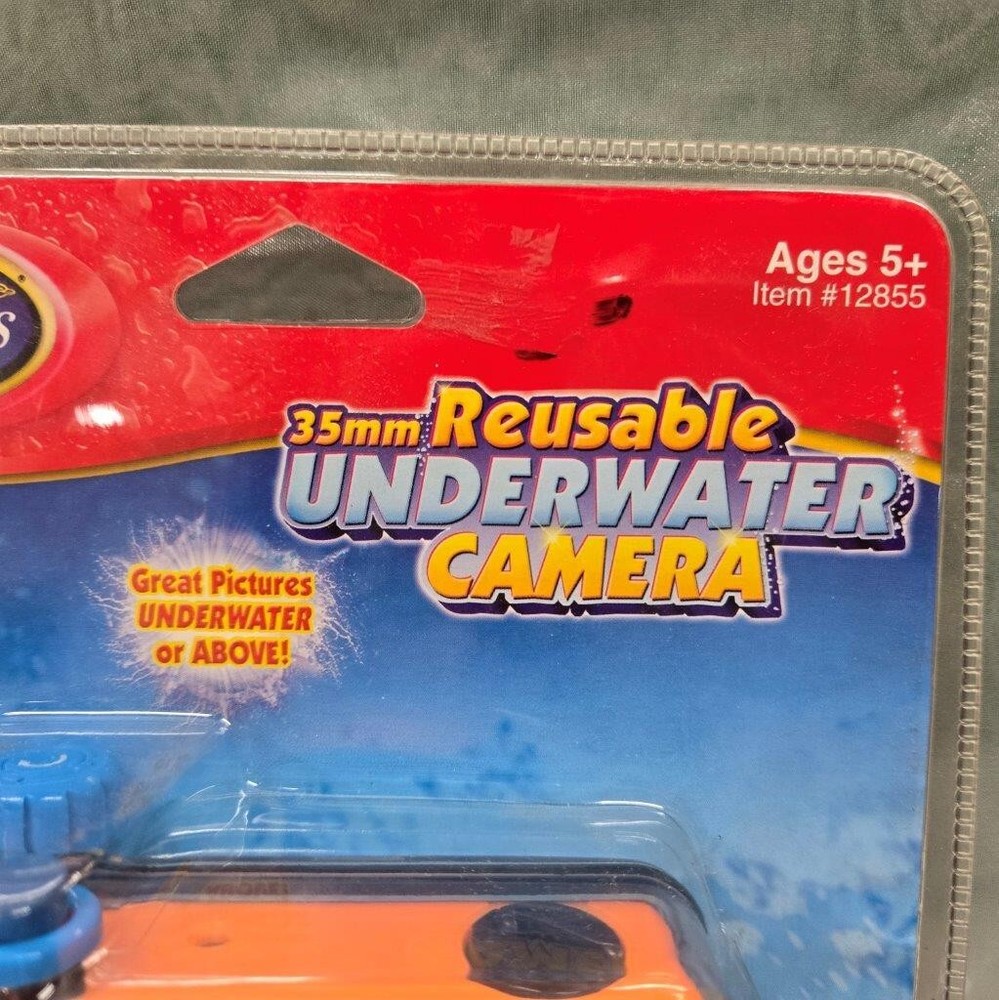 Ages 5+
Item #12855
35mm Reusable
UNDERWATER
CAMERA
Great Pictures
UNDERWATER
or ABOVE!